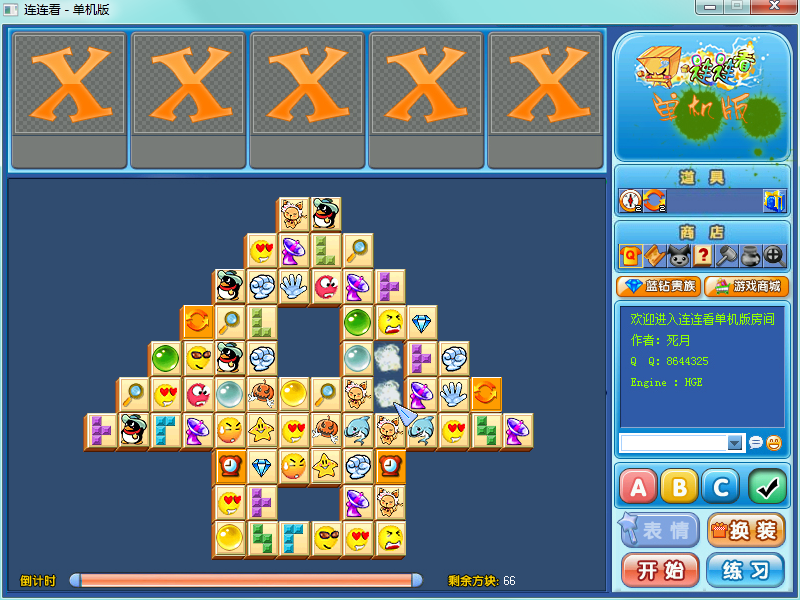 连连看 - 单机版
X X X X X
连连看
单机版
道 具
2 2
商 店
Q ?
蓝钻贵族 游戏商城
欢迎进入连连看单机版房间
作者: 死月
Q Q: 8644325
Engine : HGE
A B C
表 情 换 装
开 始 练 习
倒计时 剩余方块: 66